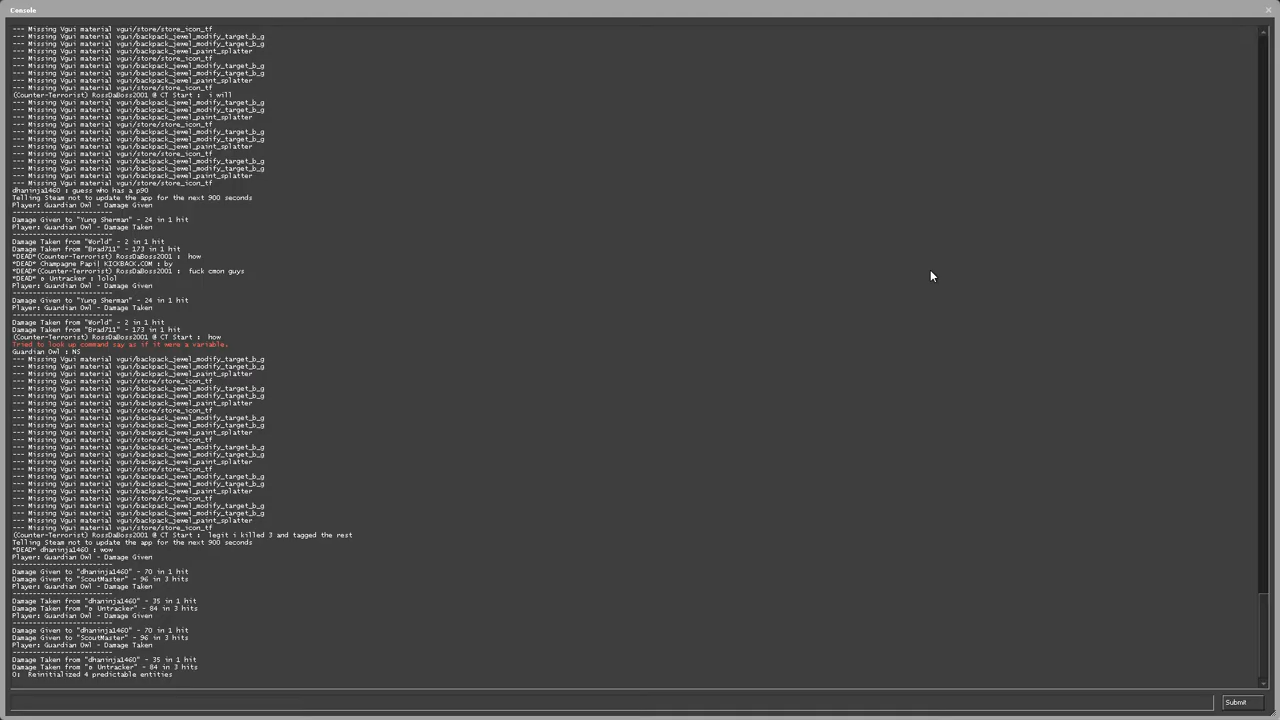 Console
--- Missing Vgui material vgui/store/store_icon_tf
--- Missing Vgui material vgui/backpack_jewel_modify_target_b_g
--- Missing Vgui material vgui/backpack_jewel_modify_target_b_g
--- Missing Vgui material vgui/backpack_jewel_paint_splatter
--- Missing Vgui material vgui/store/store_icon_tf
--- Missing Vgui material vgui/backpack_jewel_modify_target_b_g
--- Missing Vgui material vgui/backpack_jewel_modify_target_b_g
--- Missing Vgui material vgui/backpack_jewel_paint_splatter
--- Missing Vgui material vgui/store/store_icon_tf
(Counter-Terrorist) RossDaBoss2001 @ CT Start :  i will
--- Missing Vgui material vgui/backpack_jewel_modify_target_b_g
--- Missing Vgui material vgui/backpack_jewel_modify_target_b_g
--- Missing Vgui material vgui/backpack_jewel_paint_splatter
--- Missing Vgui material vgui/store/store_icon_tf
--- Missing Vgui material vgui/backpack_jewel_modify_target_b_g
--- Missing Vgui material vgui/backpack_jewel_modify_target_b_g
--- Missing Vgui material vgui/backpack_jewel_paint_splatter
--- Missing Vgui material vgui/store/store_icon_tf
--- Missing Vgui material vgui/backpack_jewel_modify_target_b_g
--- Missing Vgui material vgui/backpack_jewel_modify_target_b_g
--- Missing Vgui material vgui/backpack_jewel_paint_splatter
--- Missing Vgui material vgui/store/store_icon_tf
dhaninja1460 : guess who has a p90
Telling Steam not to update the app for the next 900 seconds
Player: Guardian Owl - Damage Given
-------------------------
Damage Given to "Yung Sherman" - 24 in 1 hit
Player: Guardian Owl - Damage Taken
-------------------------
Damage Taken from "World" - 2 in 1 hit
Damage Taken from "Brad711" - 173 in 1 hit
*DEAD*(Counter-Terrorist) RossDaBoss2001 :  how
*DEAD* Champagne Papi| KICKBACK.COM : by
*DEAD*(Counter-Terrorist) RossDaBoss2001 :  fuck cmon guys
*DEAD* ¤ Untracker : lolol
Player: Guardian Owl - Damage Given
-------------------------
Damage Given to "Yung Sherman" - 24 in 1 hit
Player: Guardian Owl - Damage Taken
-------------------------
Damage Taken from "World" - 2 in 1 hit
Damage Taken from "Brad711" - 173 in 1 hit
(Counter-Terrorist) RossDaBoss2001 @ CT Start :  how
Tried to look up command say as if it were a variable.
Guardian Owl : NS
--- Missing Vgui material vgui/backpack_jewel_modify_target_b_g
--- Missing Vgui material vgui/backpack_jewel_modify_target_b_g
--- Missing Vgui material vgui/backpack_jewel_paint_splatter
--- Missing Vgui material vgui/store/store_icon_tf
--- Missing Vgui material vgui/backpack_jewel_modify_target_b_g
--- Missing Vgui material vgui/backpack_jewel_modify_target_b_g
--- Missing Vgui material vgui/backpack_jewel_paint_splatter
--- Missing Vgui material vgui/store/store_icon_tf
--- Missing Vgui material vgui/backpack_jewel_modify_target_b_g
--- Missing Vgui material vgui/backpack_jewel_modify_target_b_g
--- Missing Vgui material vgui/backpack_jewel_paint_splatter
--- Missing Vgui material vgui/store/store_icon_tf
--- Missing Vgui material vgui/backpack_jewel_modify_target_b_g
--- Missing Vgui material vgui/backpack_jewel_modify_target_b_g
--- Missing Vgui material vgui/backpack_jewel_paint_splatter
--- Missing Vgui material vgui/store/store_icon_tf
--- Missing Vgui material vgui/backpack_jewel_modify_target_b_g
--- Missing Vgui material vgui/backpack_jewel_modify_target_b_g
--- Missing Vgui material vgui/backpack_jewel_paint_splatter
--- Missing Vgui material vgui/store/store_icon_tf
--- Missing Vgui material vgui/backpack_jewel_modify_target_b_g
--- Missing Vgui material vgui/backpack_jewel_modify_target_b_g
--- Missing Vgui material vgui/backpack_jewel_paint_splatter
--- Missing Vgui material vgui/store/store_icon_tf
(Counter-Terrorist) RossDaBoss2001 @ CT Start :  legit i killed 3 and tagged the rest
Telling Steam not to update the app for the next 900 seconds
*DEAD* dhaninja1460 : wow
Player: Guardian Owl - Damage Given
-------------------------
Damage Given to "dhaninja1460" - 70 in 1 hit
Damage Given to "ScoutMaster" - 96 in 3 hits
Player: Guardian Owl - Damage Taken
-------------------------
Damage Taken from "dhaninja1460" - 35 in 1 hit
Damage Taken from "¤ Untracker" - 84 in 3 hits
Player: Guardian Owl - Damage Given
-------------------------
Damage Given to "dhaninja1460" - 70 in 1 hit
Damage Given to "ScoutMaster" - 96 in 3 hits
Player: Guardian Owl - Damage Taken
-------------------------
Damage Taken from "dhaninja1460" - 35 in 1 hit
Damage Taken from "¤ Untracker" - 84 in 3 hits
0:  Reinitialized 4 predictable entities
Submit